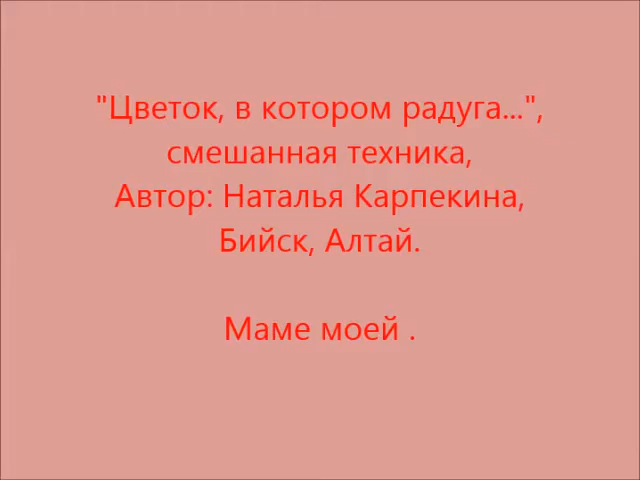 "Цветок, в котором радуга...",
смешанная техника,
Автор: Наталья Карпекина,
Бийск, Алтай.
Маме моей .